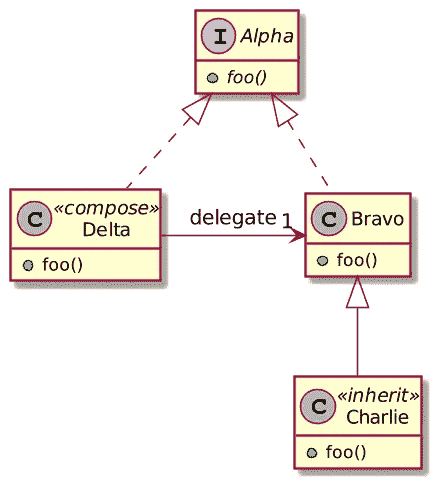 I Alpha
foo()
C «compose»
Delta
foo()
delegate 1
C Bravo
foo()
C «inherit»
Charlie
foo()